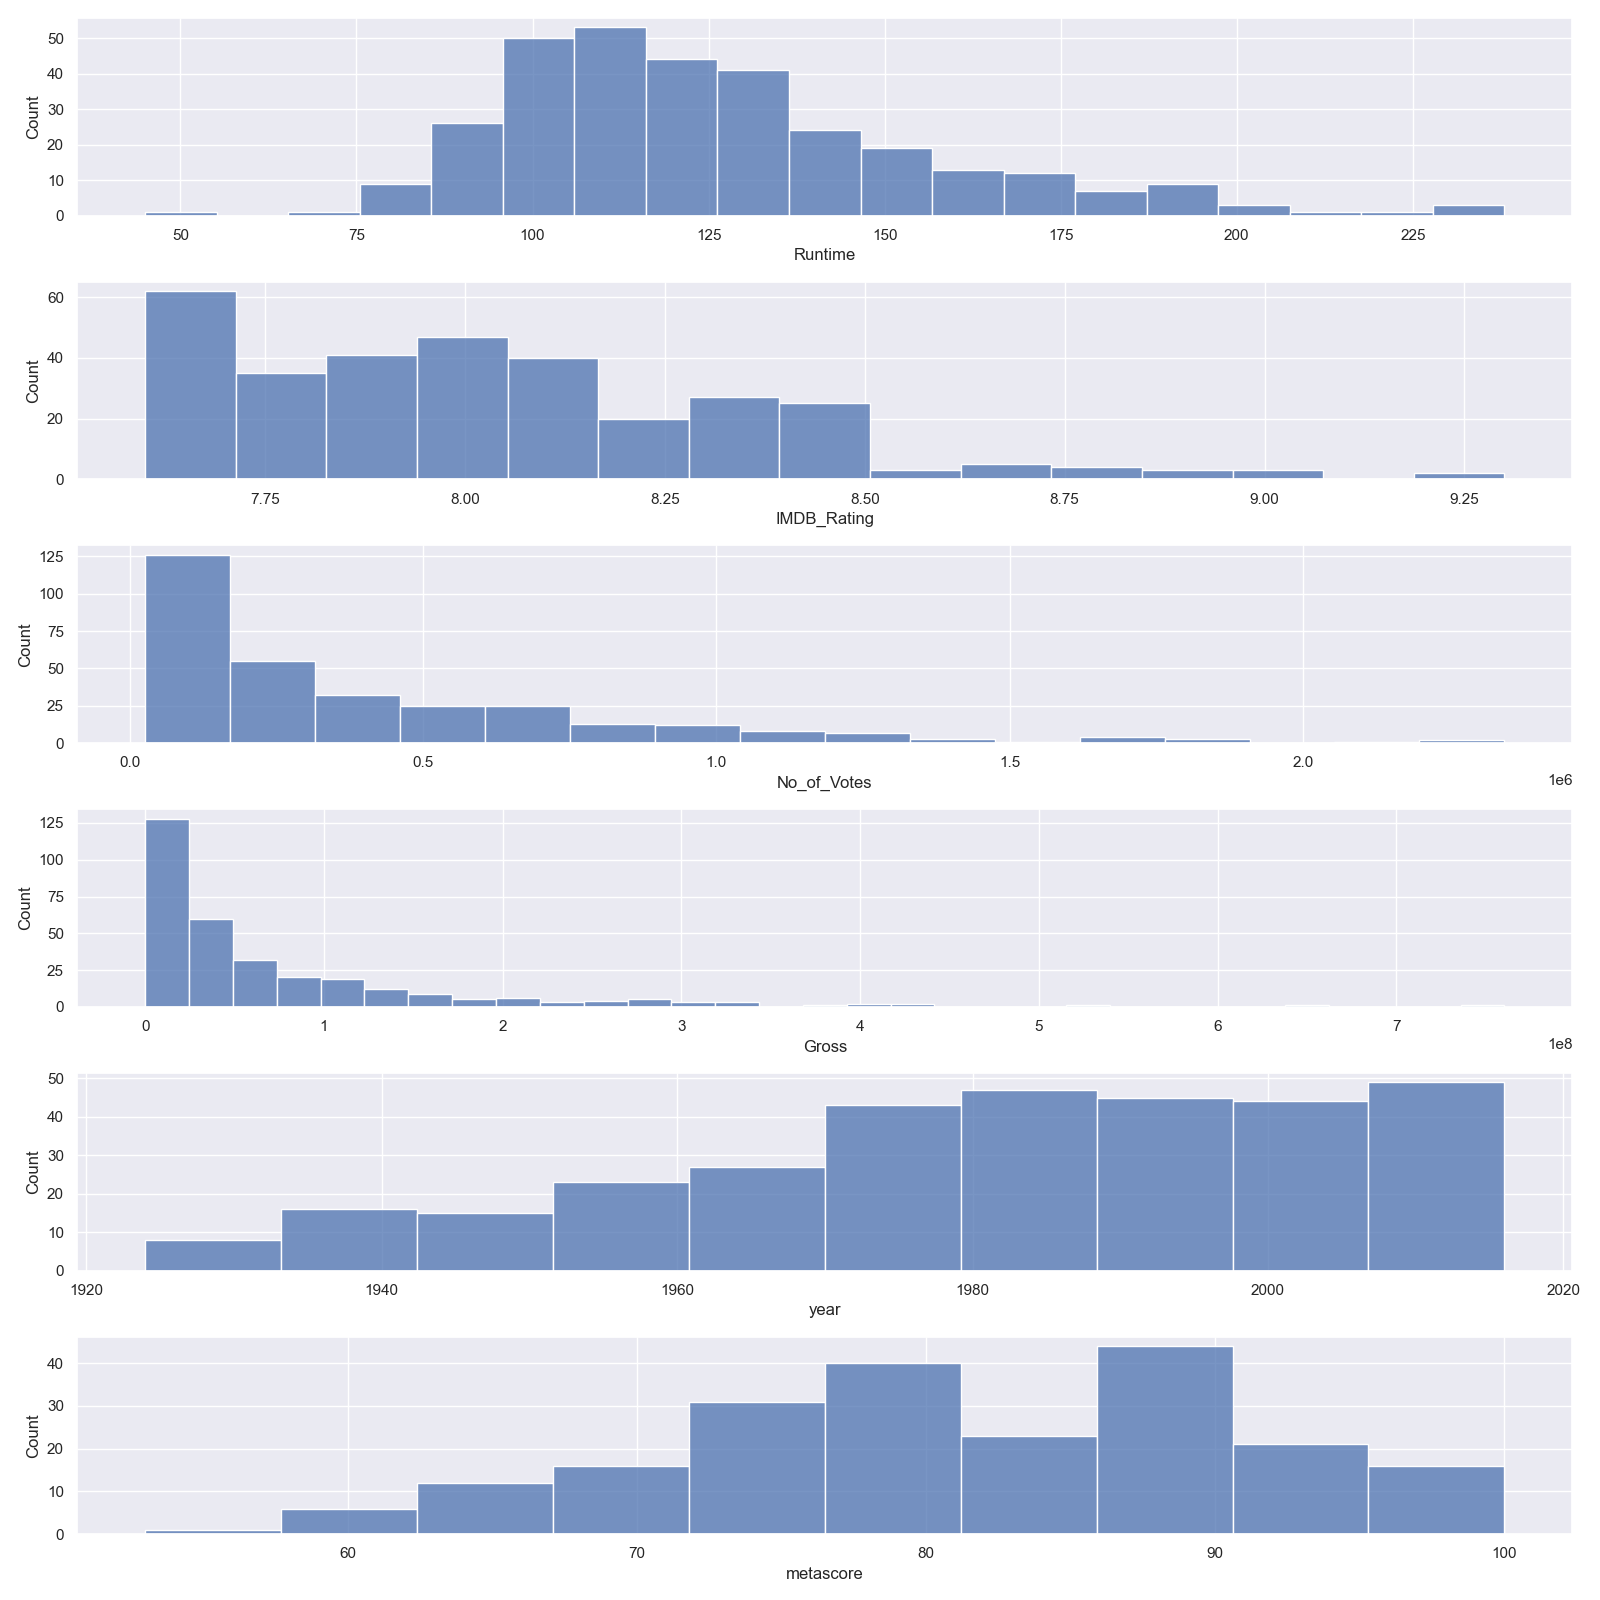 50
40
30
20
10
0
Count
50 75 100 125 150 175 200 225
Runtime
60
40
20
0
Count
7.75 8.00 8.25 8.50 8.75 9.00 9.25
IMDB_Rating
125
100
75
50
25
0
Count
0.0 0.5 1.0 1.5 2.0
No_of_Votes
1e6
125
100
75
50
25
0
Count
0 1 2 3 4 5 6 7
Gross
1e8
50
40
30
20
10
0
Count
1920 1940 1960 1980 2000 2020
year
40
30
20
10
0
Count
60 70 80 90 100
metascore